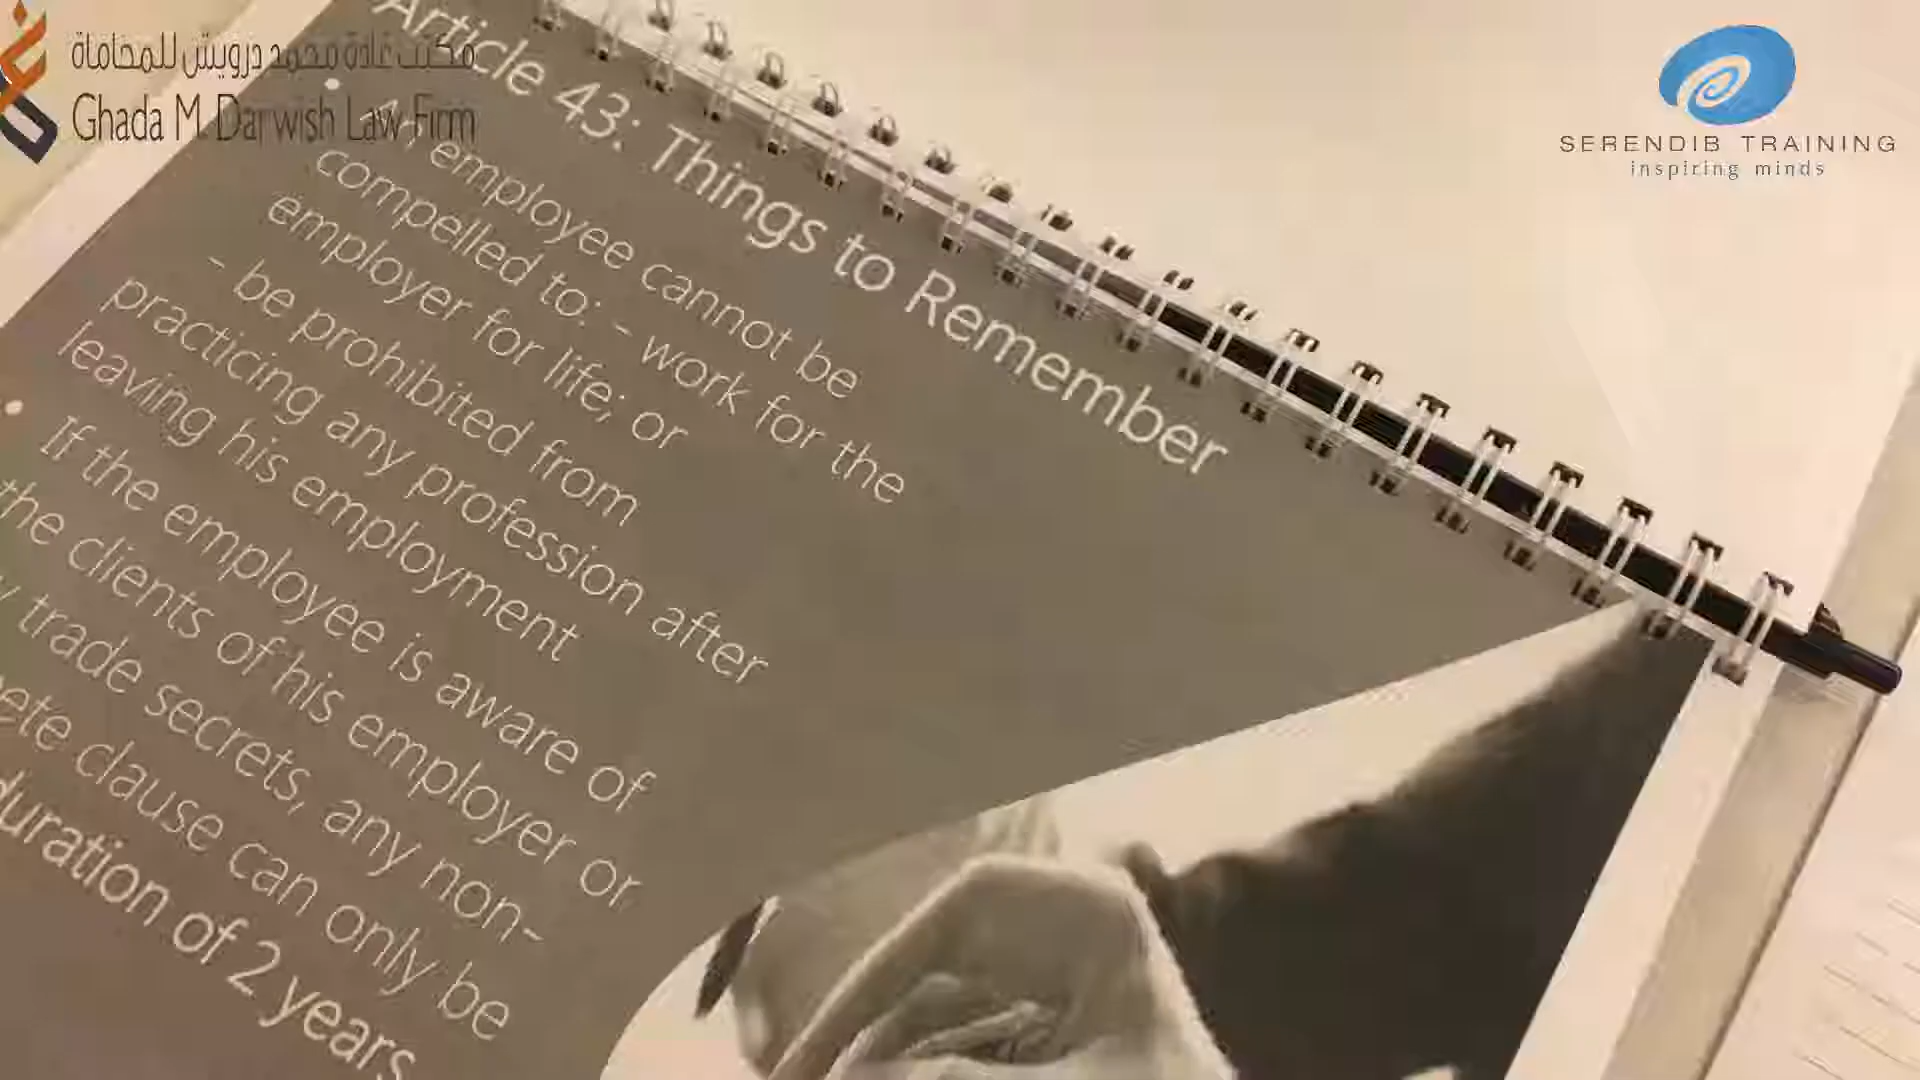 مكتب غادة محمد درويش للمحاماة
Ghada M. Darwish Law Firm
SERENDIB TRAINING
inspiring minds
Article 43: Things to Remember
• An employee cannot be
compelled to: - work for the
employer for life; or
- be prohibited from
practicing any profession after
leaving his employment
• If the employee is aware of
the clients of his employer or
trade secrets, any non-
clause can only be
duration of 2 years